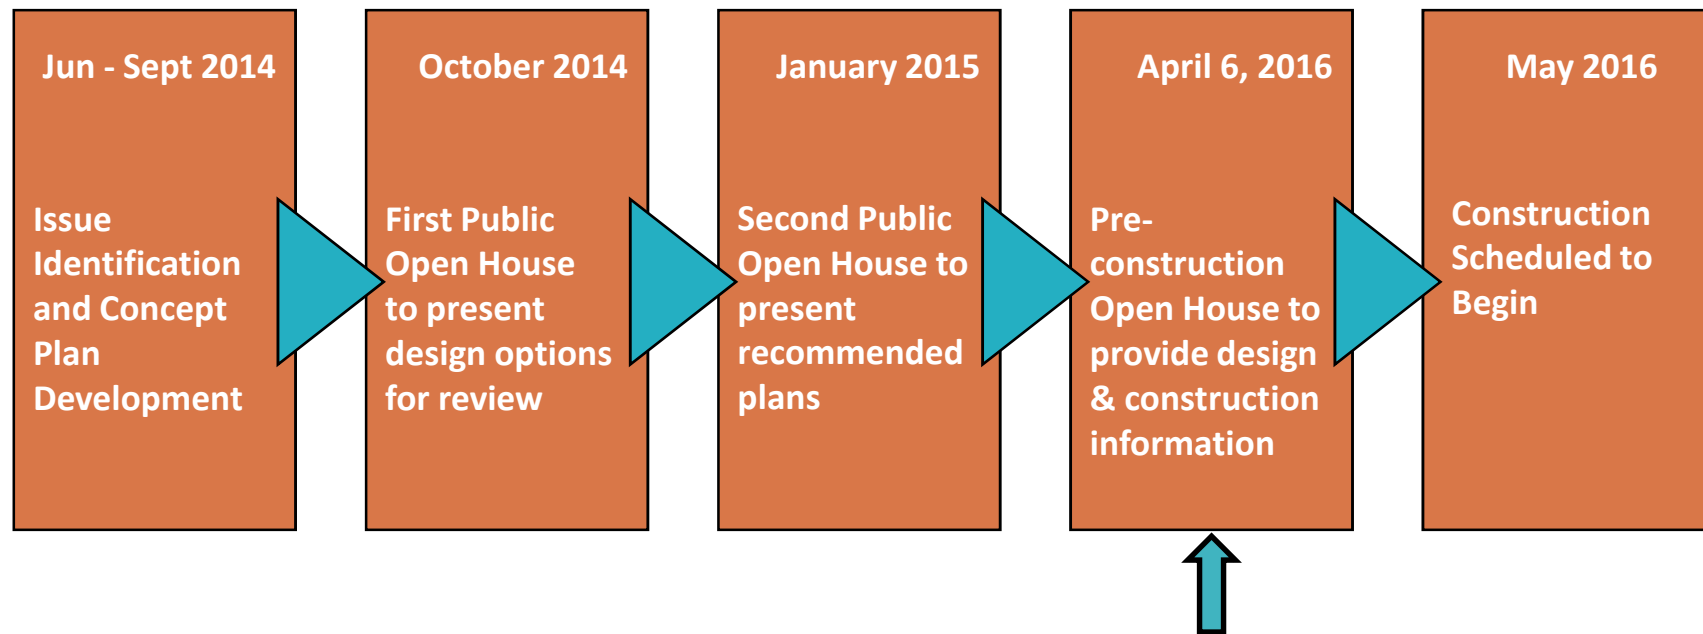 Jun - Sept 2014
Issue
Identification
and Concept
Plan
Development
October 2014
First Public
Open House
to present
design options
for review
January 2015
Second Public
Open House to
present
recommended
plans
April 6, 2016
Pre-
construction
Open House to
provide design
& construction
information
May 2016
Construction
Scheduled to
Begin